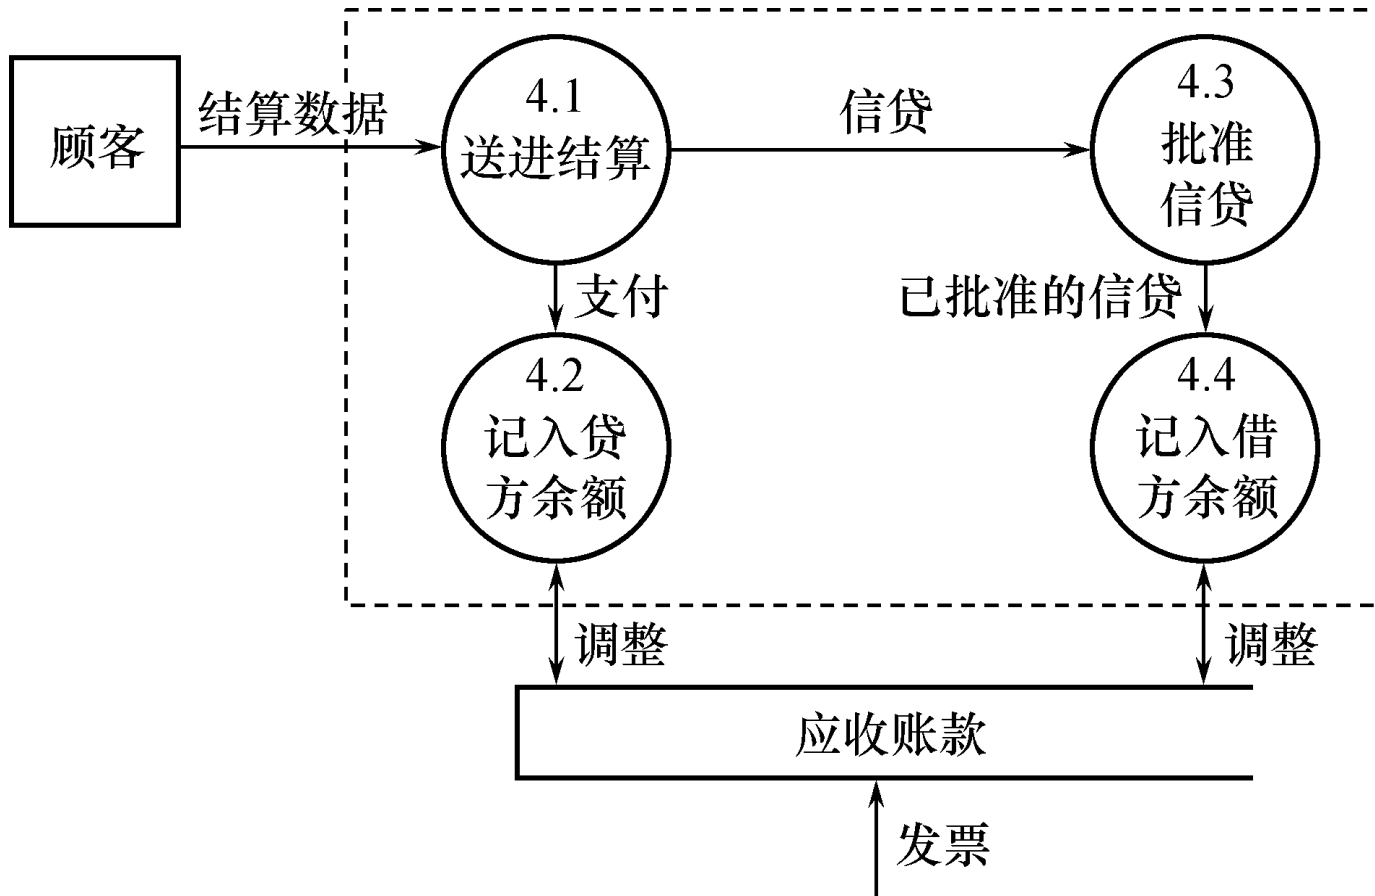 顾客
结算数据
4.1
送进结算
信贷
4.3
批准
信贷
支付
已批准的信贷
4.2
记入贷
方余额
4.4
记入借
方余额
调整
调整
应收账款
发票